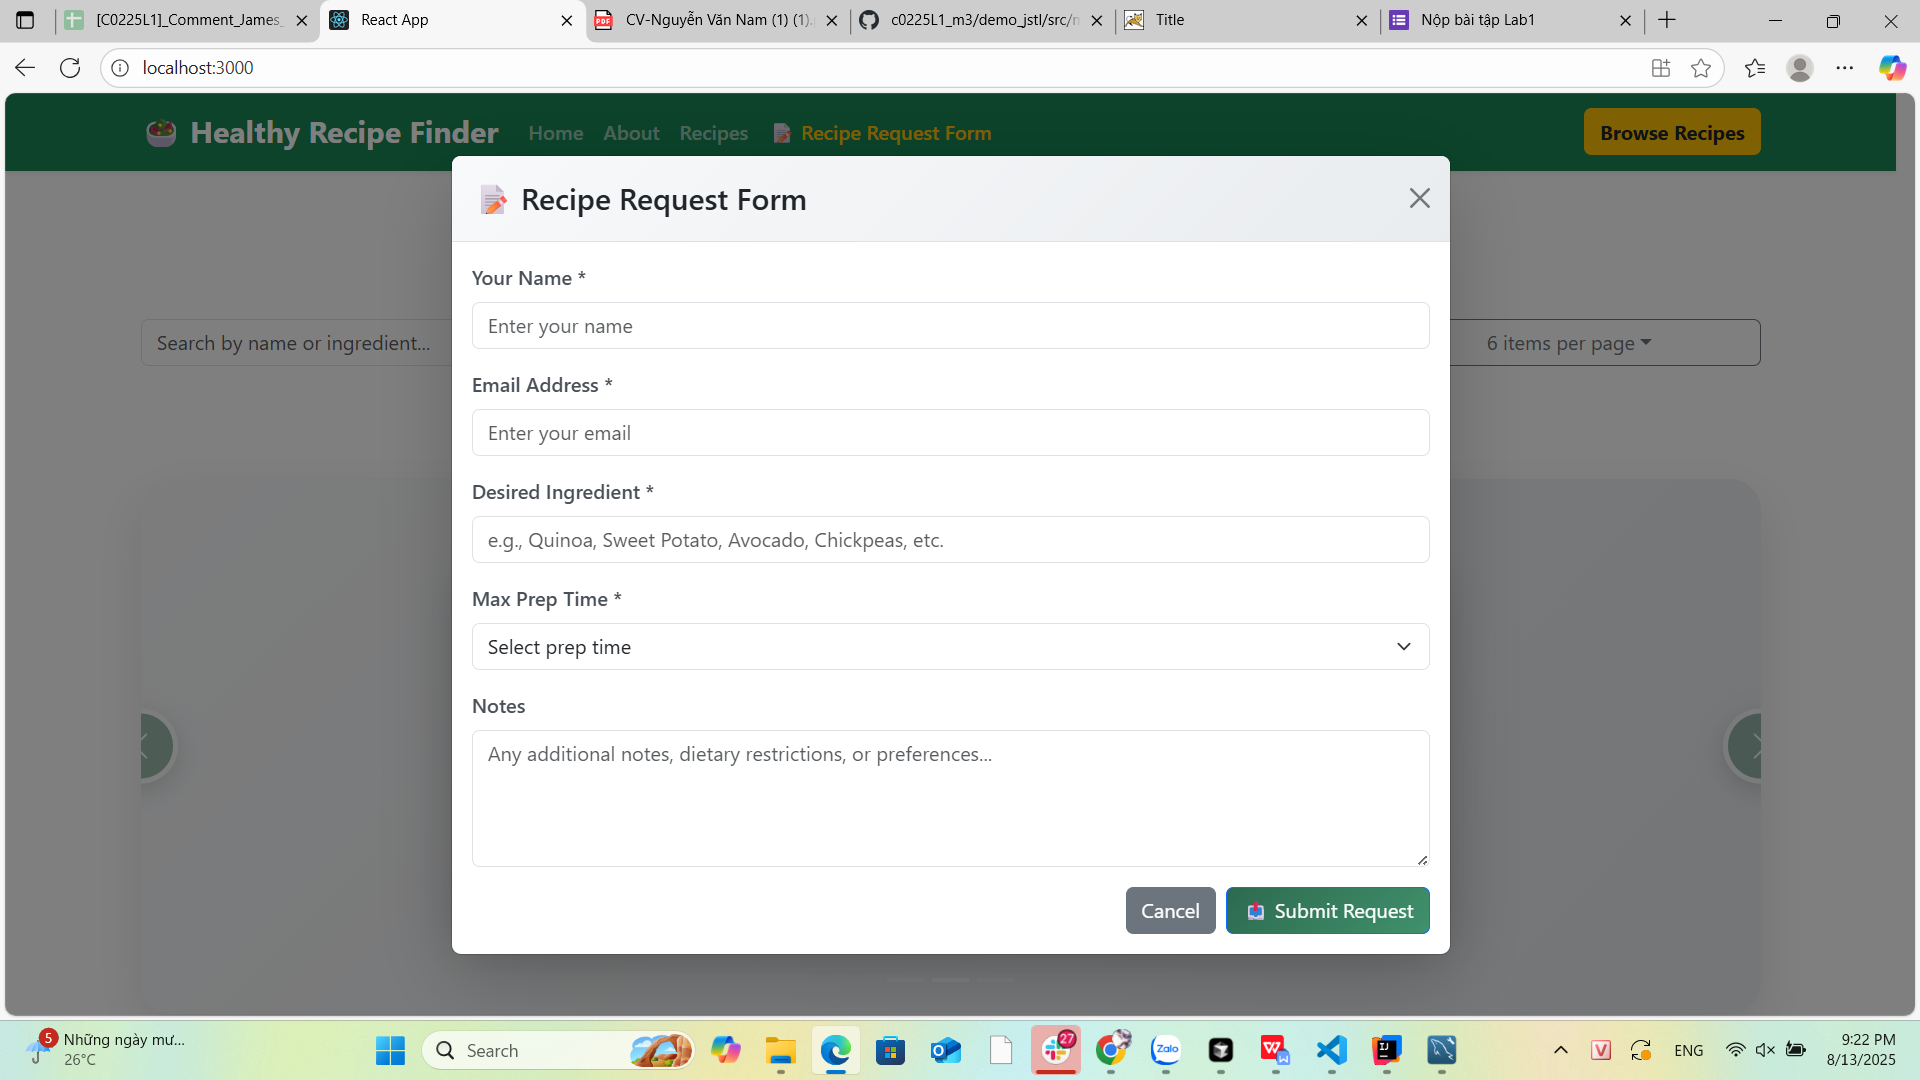 [C0225L1]_Comment_James_
React App
CV-Nguyễn Văn Nam (1) (1).
c0225L1_m3/demo_jstl/src/m
Title
Nộp bài tập Lab1
localhost:3000
Healthy Recipe Finder
Home
About
Recipes
Recipe Request Form
Browse Recipes
Recipe Request Form
Your Name *
Enter your name
Search by name or ingredient...
6 items per page
Email Address *
Enter your email
Desired Ingredient *
e.g., Quinoa, Sweet Potato, Avocado, Chickpeas, etc.
Max Prep Time *
Select prep time
Notes
Any additional notes, dietary restrictions, or preferences...
Cancel
Submit Request
5
Những ngày mư...
26°C
Search
27
Zalo
ENG
9:22 PM
8/13/2025